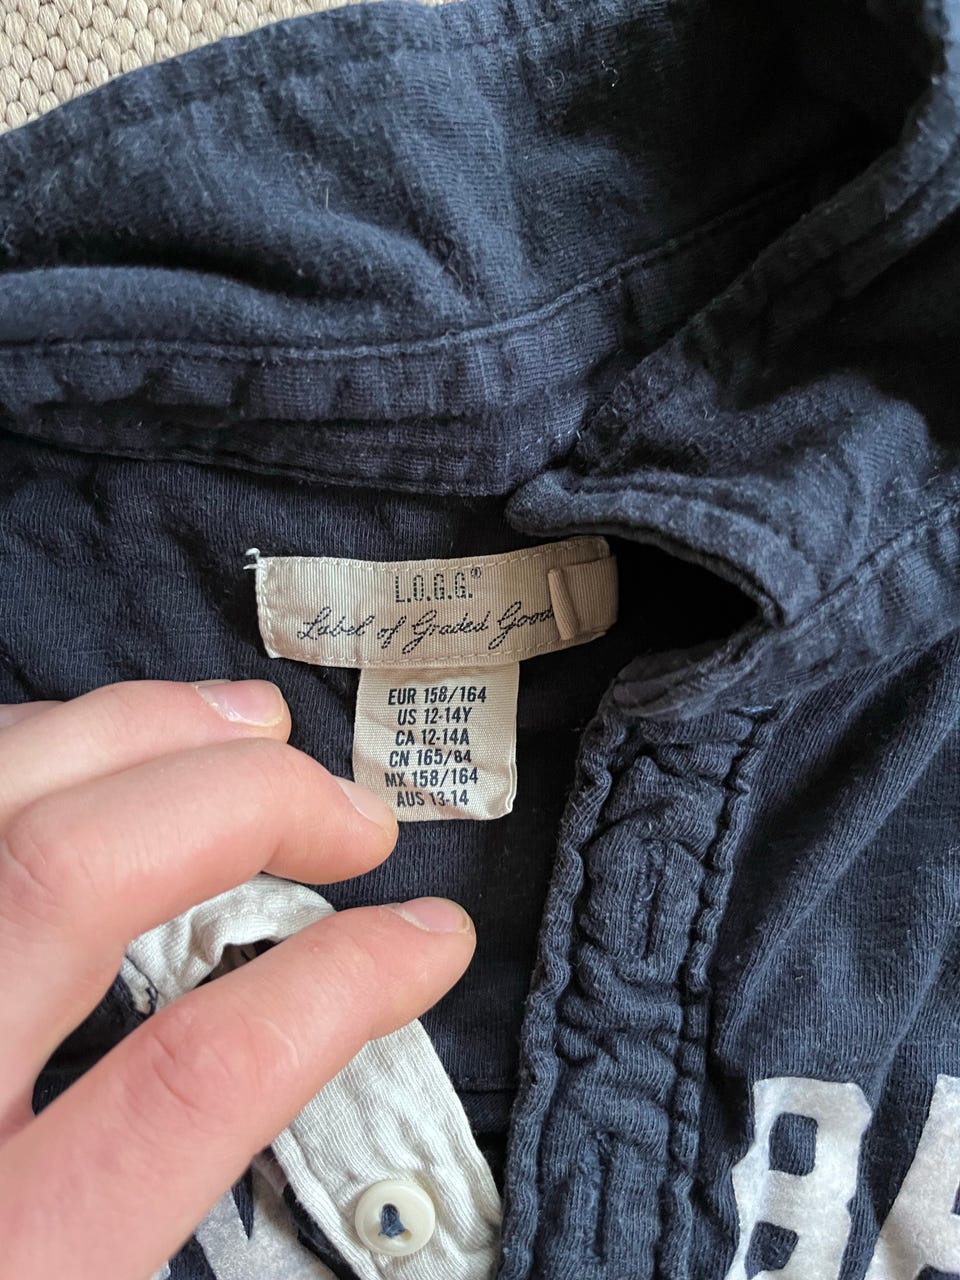 L.O.G.G.®
Label of Graded Goods
EUR 158/164
US 12-14Y
CA 12-14A
CN 165/84
MX 158/164
AUS 13-14